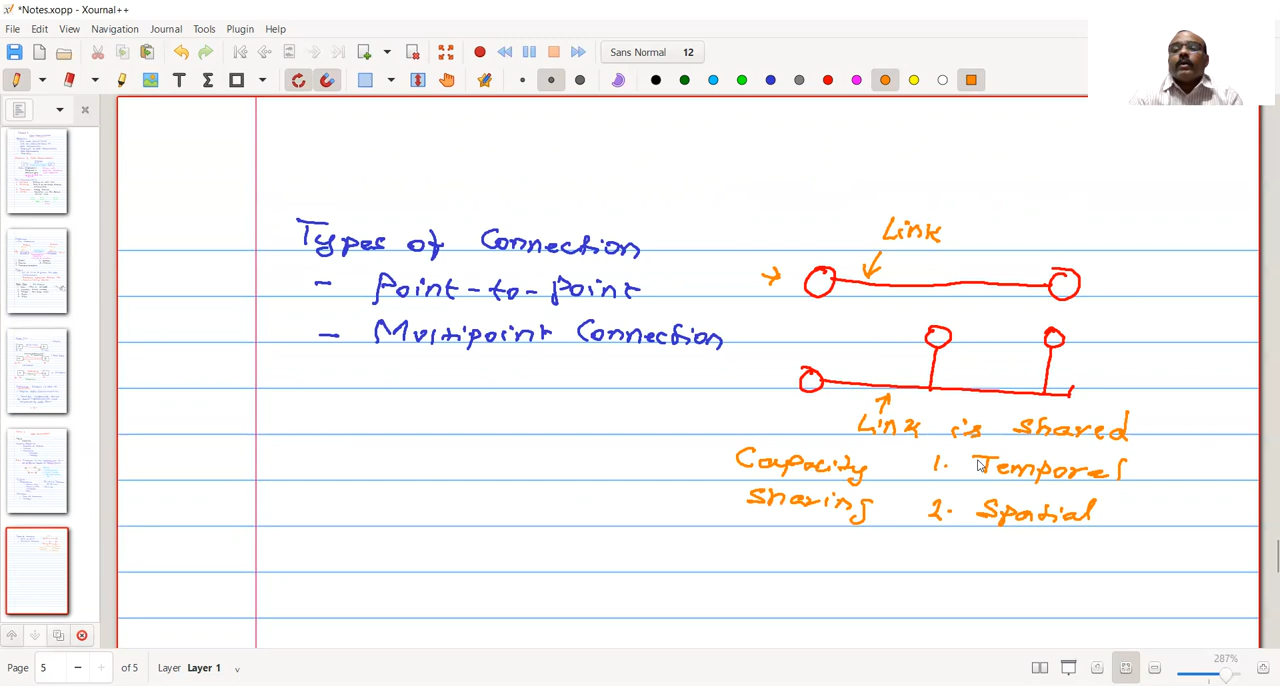 *Notes.xopp - Xournal++
File Edit View Navigation Journal Tools Plugin Help
Sans Normal 12
Types of Connection
- Point-to-point
- Multipoint Connection
Link
Link is shared
Capacity sharing
1. Temporal
2. Spatial
Page 5 of 5 Layer Layer 1
287%